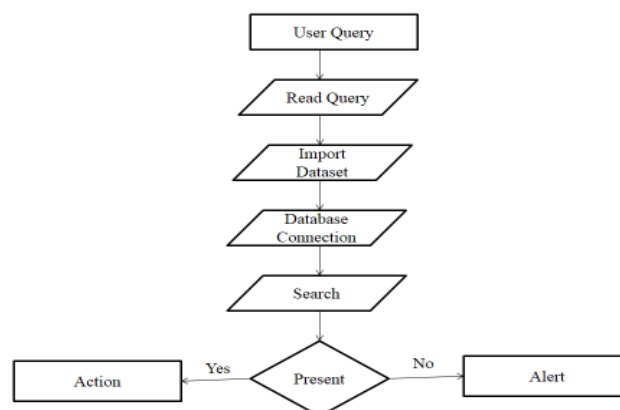 User Query
Read Query
Import
Dataset
Database
Connection
Search
Yes
No
Action
Present
Alert